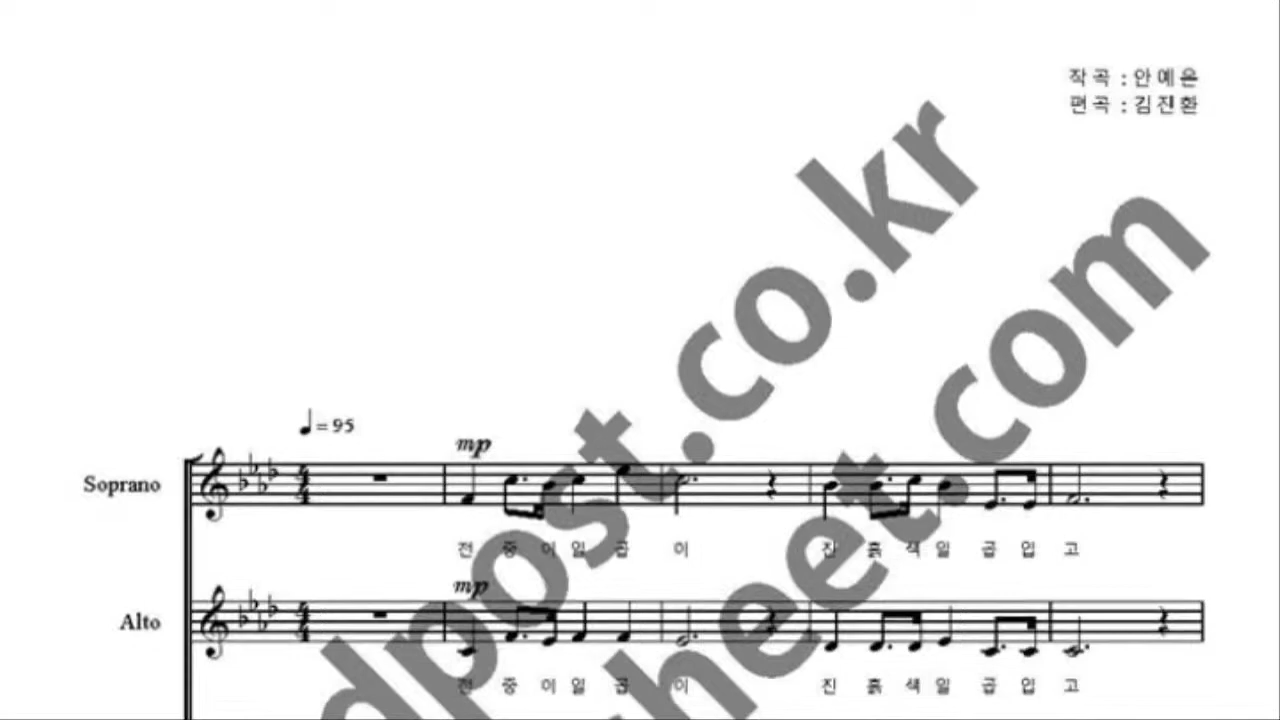 작곡 : 안예은
편곡 : 김진환
♩= 95
mp
Soprano
전 중 이 일 곱 이 진 흙 색 일 곱 입 고
mp
Alto
전 중 이 일 곱 이 진 흙 색 일 곱 입 고
dpost.co.kr
sheet.com